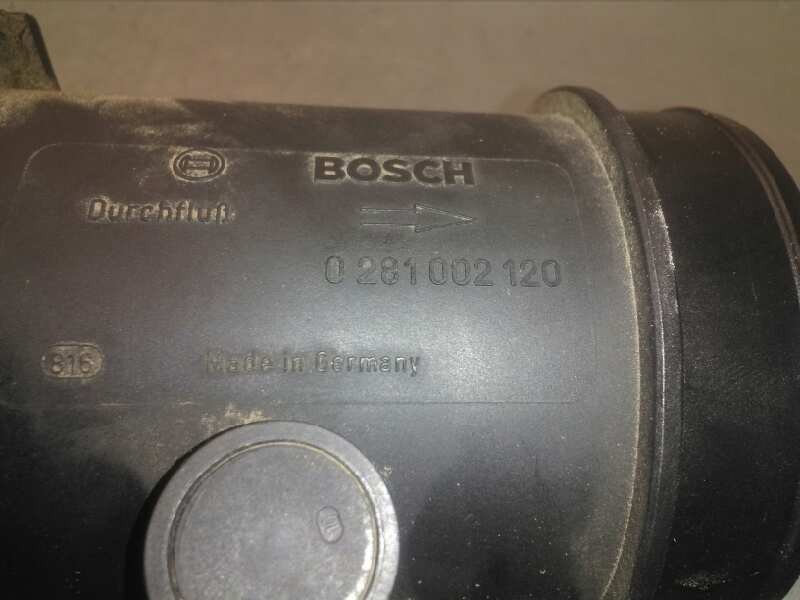 BOSCH
Durchfluß
0 281 002 120
816
Made in Germany